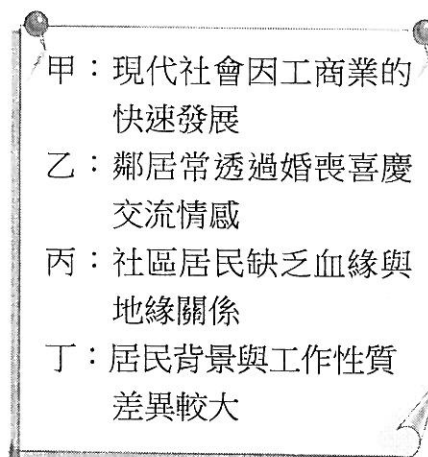 甲：現代社會因工商業的
快速發展
乙：鄰居常透過婚喪喜慶
交流情感
丙：社區居民缺乏血緣與
地緣關係
丁：居民背景與工作性質
差異較大